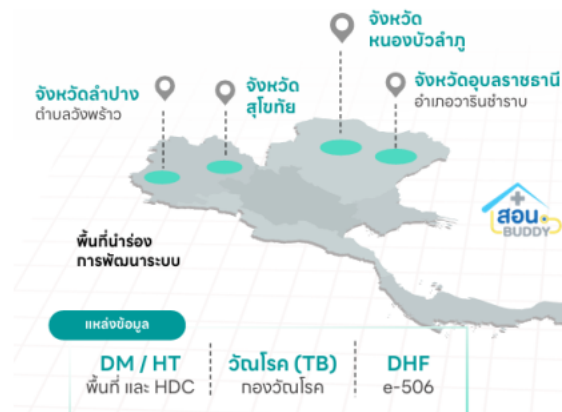 จังหวัด
หนองบัวลำภู
จังหวัดลำปาง
ตำบลวังพร้าว
จังหวัด
สุโขทัย
จังหวัดอุบลราชธานี
อำเภอวารินชำราบ
สอน
BUDDY
พื้นที่นำร่อง
การพัฒนาระบบ
แหล่งข้อมูล
DM / HT
พื้นที่ และ HDC
วัณโรค (TB)
กองวัณโรค
DHF
e-506